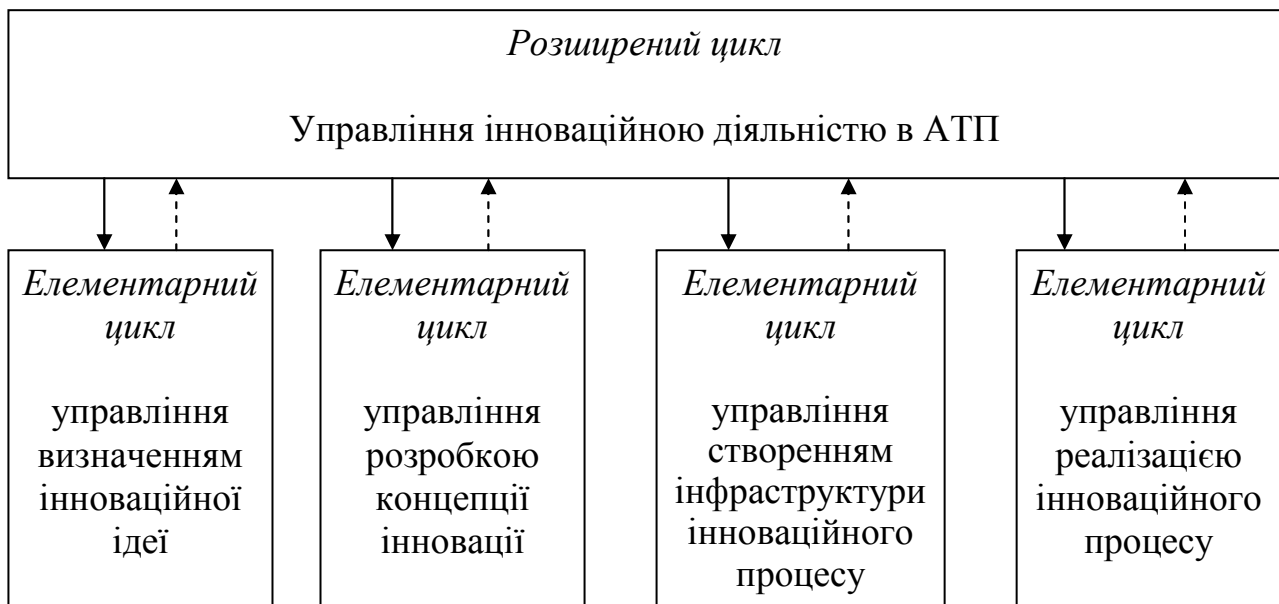 Розширений цикл
Управління інноваційною діяльністю в АТП
Елементарний
цикл
управління
визначенням
інноваційної
ідеї
Елементарний
цикл
управління
розробкою
концепції
інновації
Елементарний
цикл
управління
створенням
інфраструктури
інноваційного
процесу
Елементарний
цикл
управління
реалізацією
інноваційного
процесу